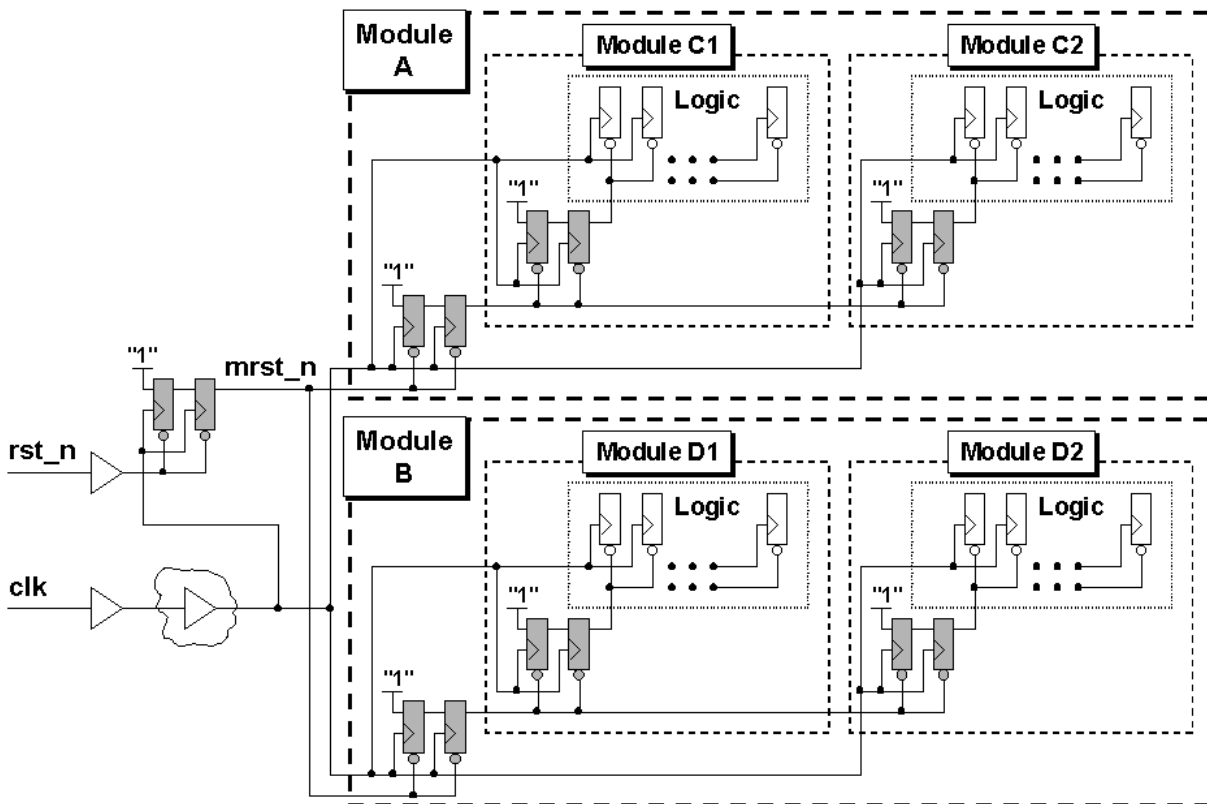 Module
A
Module C1
Module C2
Logic
Logic
"1"
"1"
"1"
"1"
mrst_n
rst_n
Module
B
Module D1
Module D2
Logic
Logic
clk
"1"
"1"
"1"